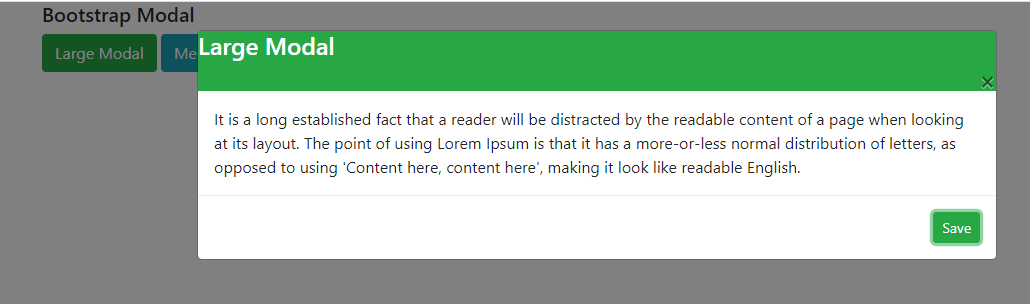 Bootstrap Modal
Large Modal
Me
Large Modal
×
It is a long established fact that a reader will be distracted by the readable content of a page when looking
at its layout. The point of using Lorem Ipsum is that it has a more-or-less normal distribution of letters, as
opposed to using 'Content here, content here', making it look like readable English.
Save